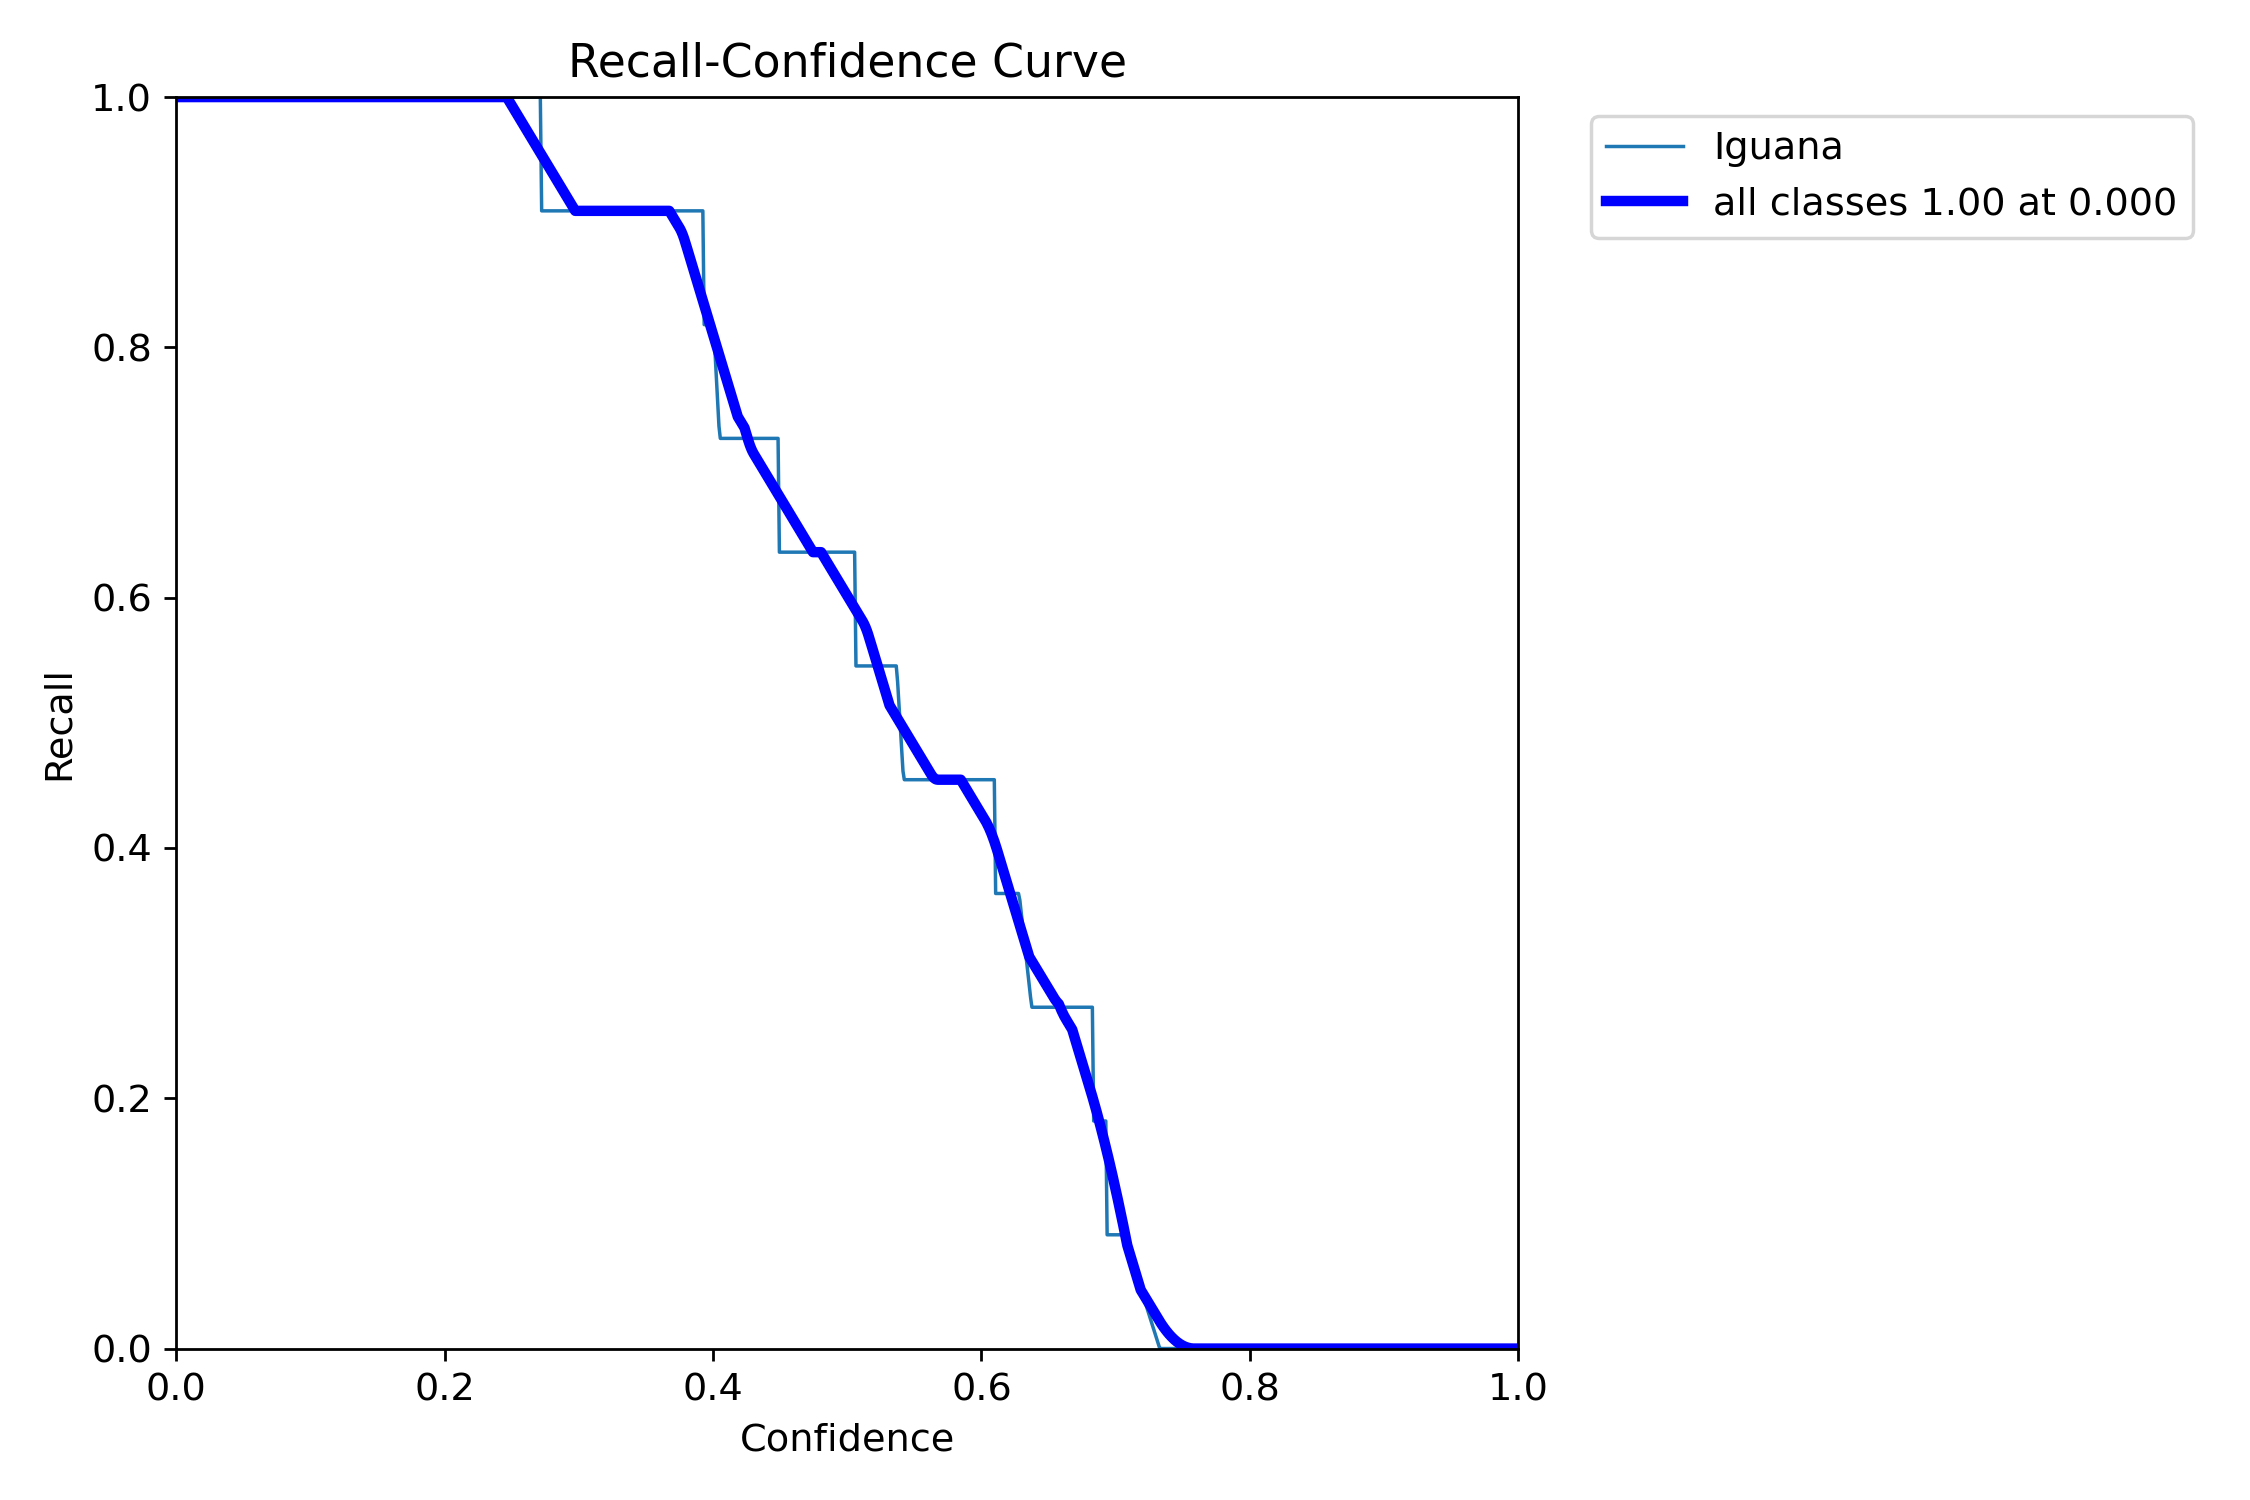 Recall-Confidence Curve
Iguana
all classes 1.00 at 0.000
1.0
0.8
0.6
0.4
0.2
0.0
Recall
0.0 0.2 0.4 0.6 0.8 1.0
Confidence